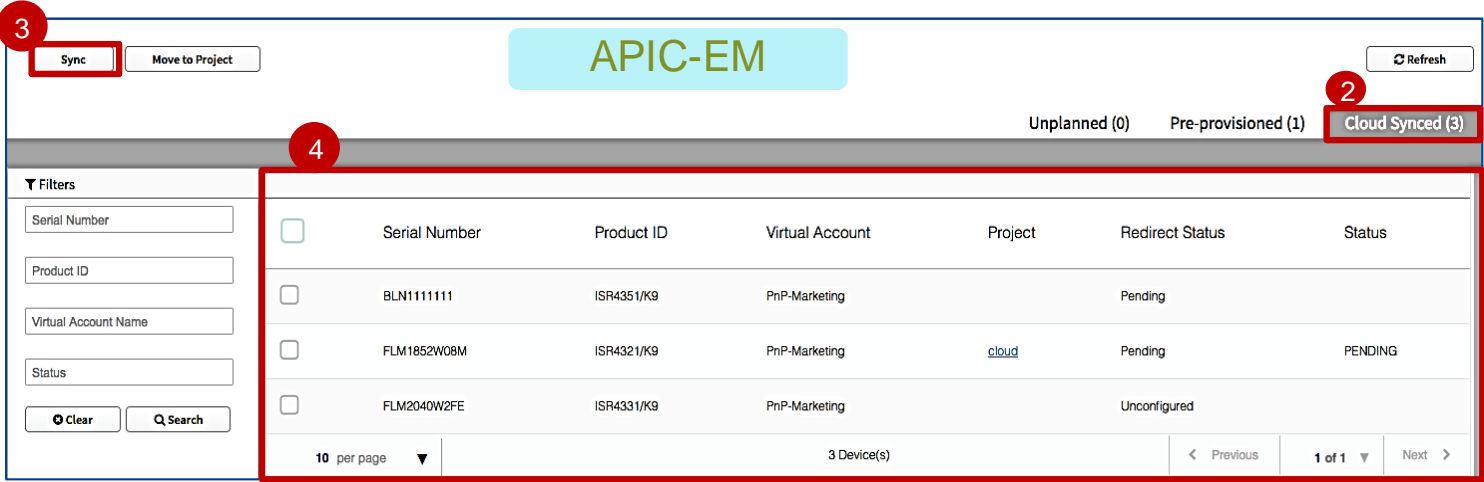 3
Sync Move to Project APIC-EM Refresh
2
Unplanned (0) Pre-provisioned (1) Cloud Synced (3)
4
Filters
Serial Number
Product ID
Virtual Account Name
Status
Clear Search
Serial Number Product ID Virtual Account Project Redirect Status Status
BLN1111111 ISR4351/K9 PnP-Marketing Pending
FLM1852W08M ISR4321/K9 PnP-Marketing cloud Pending PENDING
FLM2040W2FE ISR4331/K9 PnP-Marketing Unconfigured
10 per page 3 Device(s) Previous 1 of 1 Next